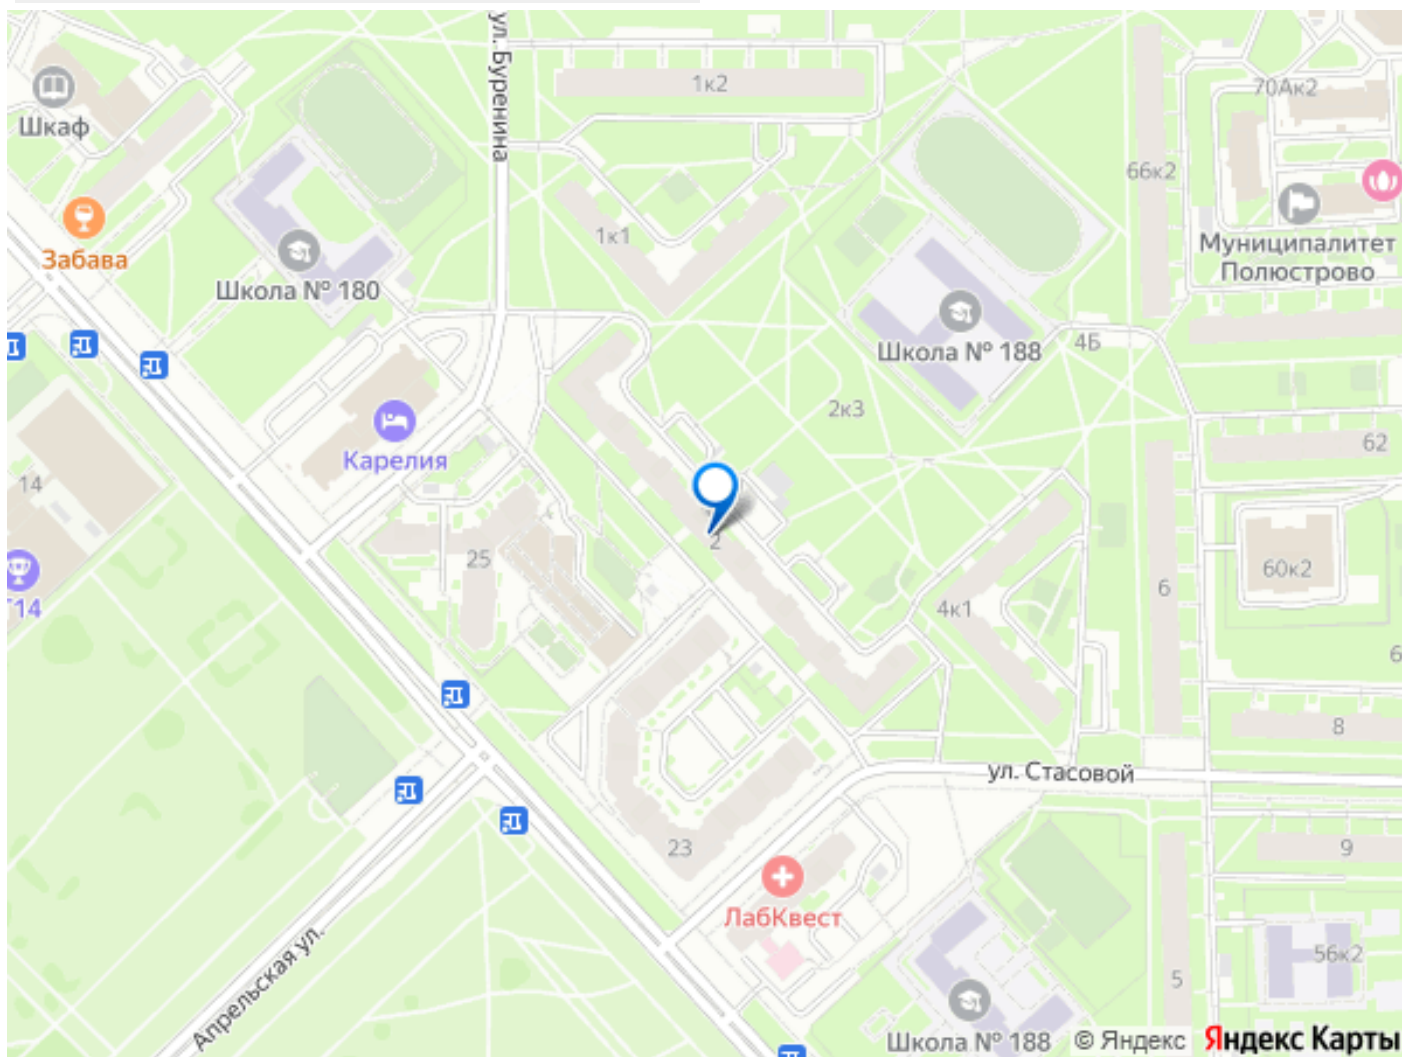 ул. Буренина
1к2
70Ак2
Шкаф
66к2
1к1
Забава
Муниципалитет
Полюстрово
Школа № 180
Школа № 188
4Б
2к3
62
Карелия
14
2
25
60к2
6
4к1
Г14
6
8
ул. Стасовой
23
9
ЛабКвест
Апрельская ул.
56к2
5
Школа № 188
© Яндекс
Яндекс Карты